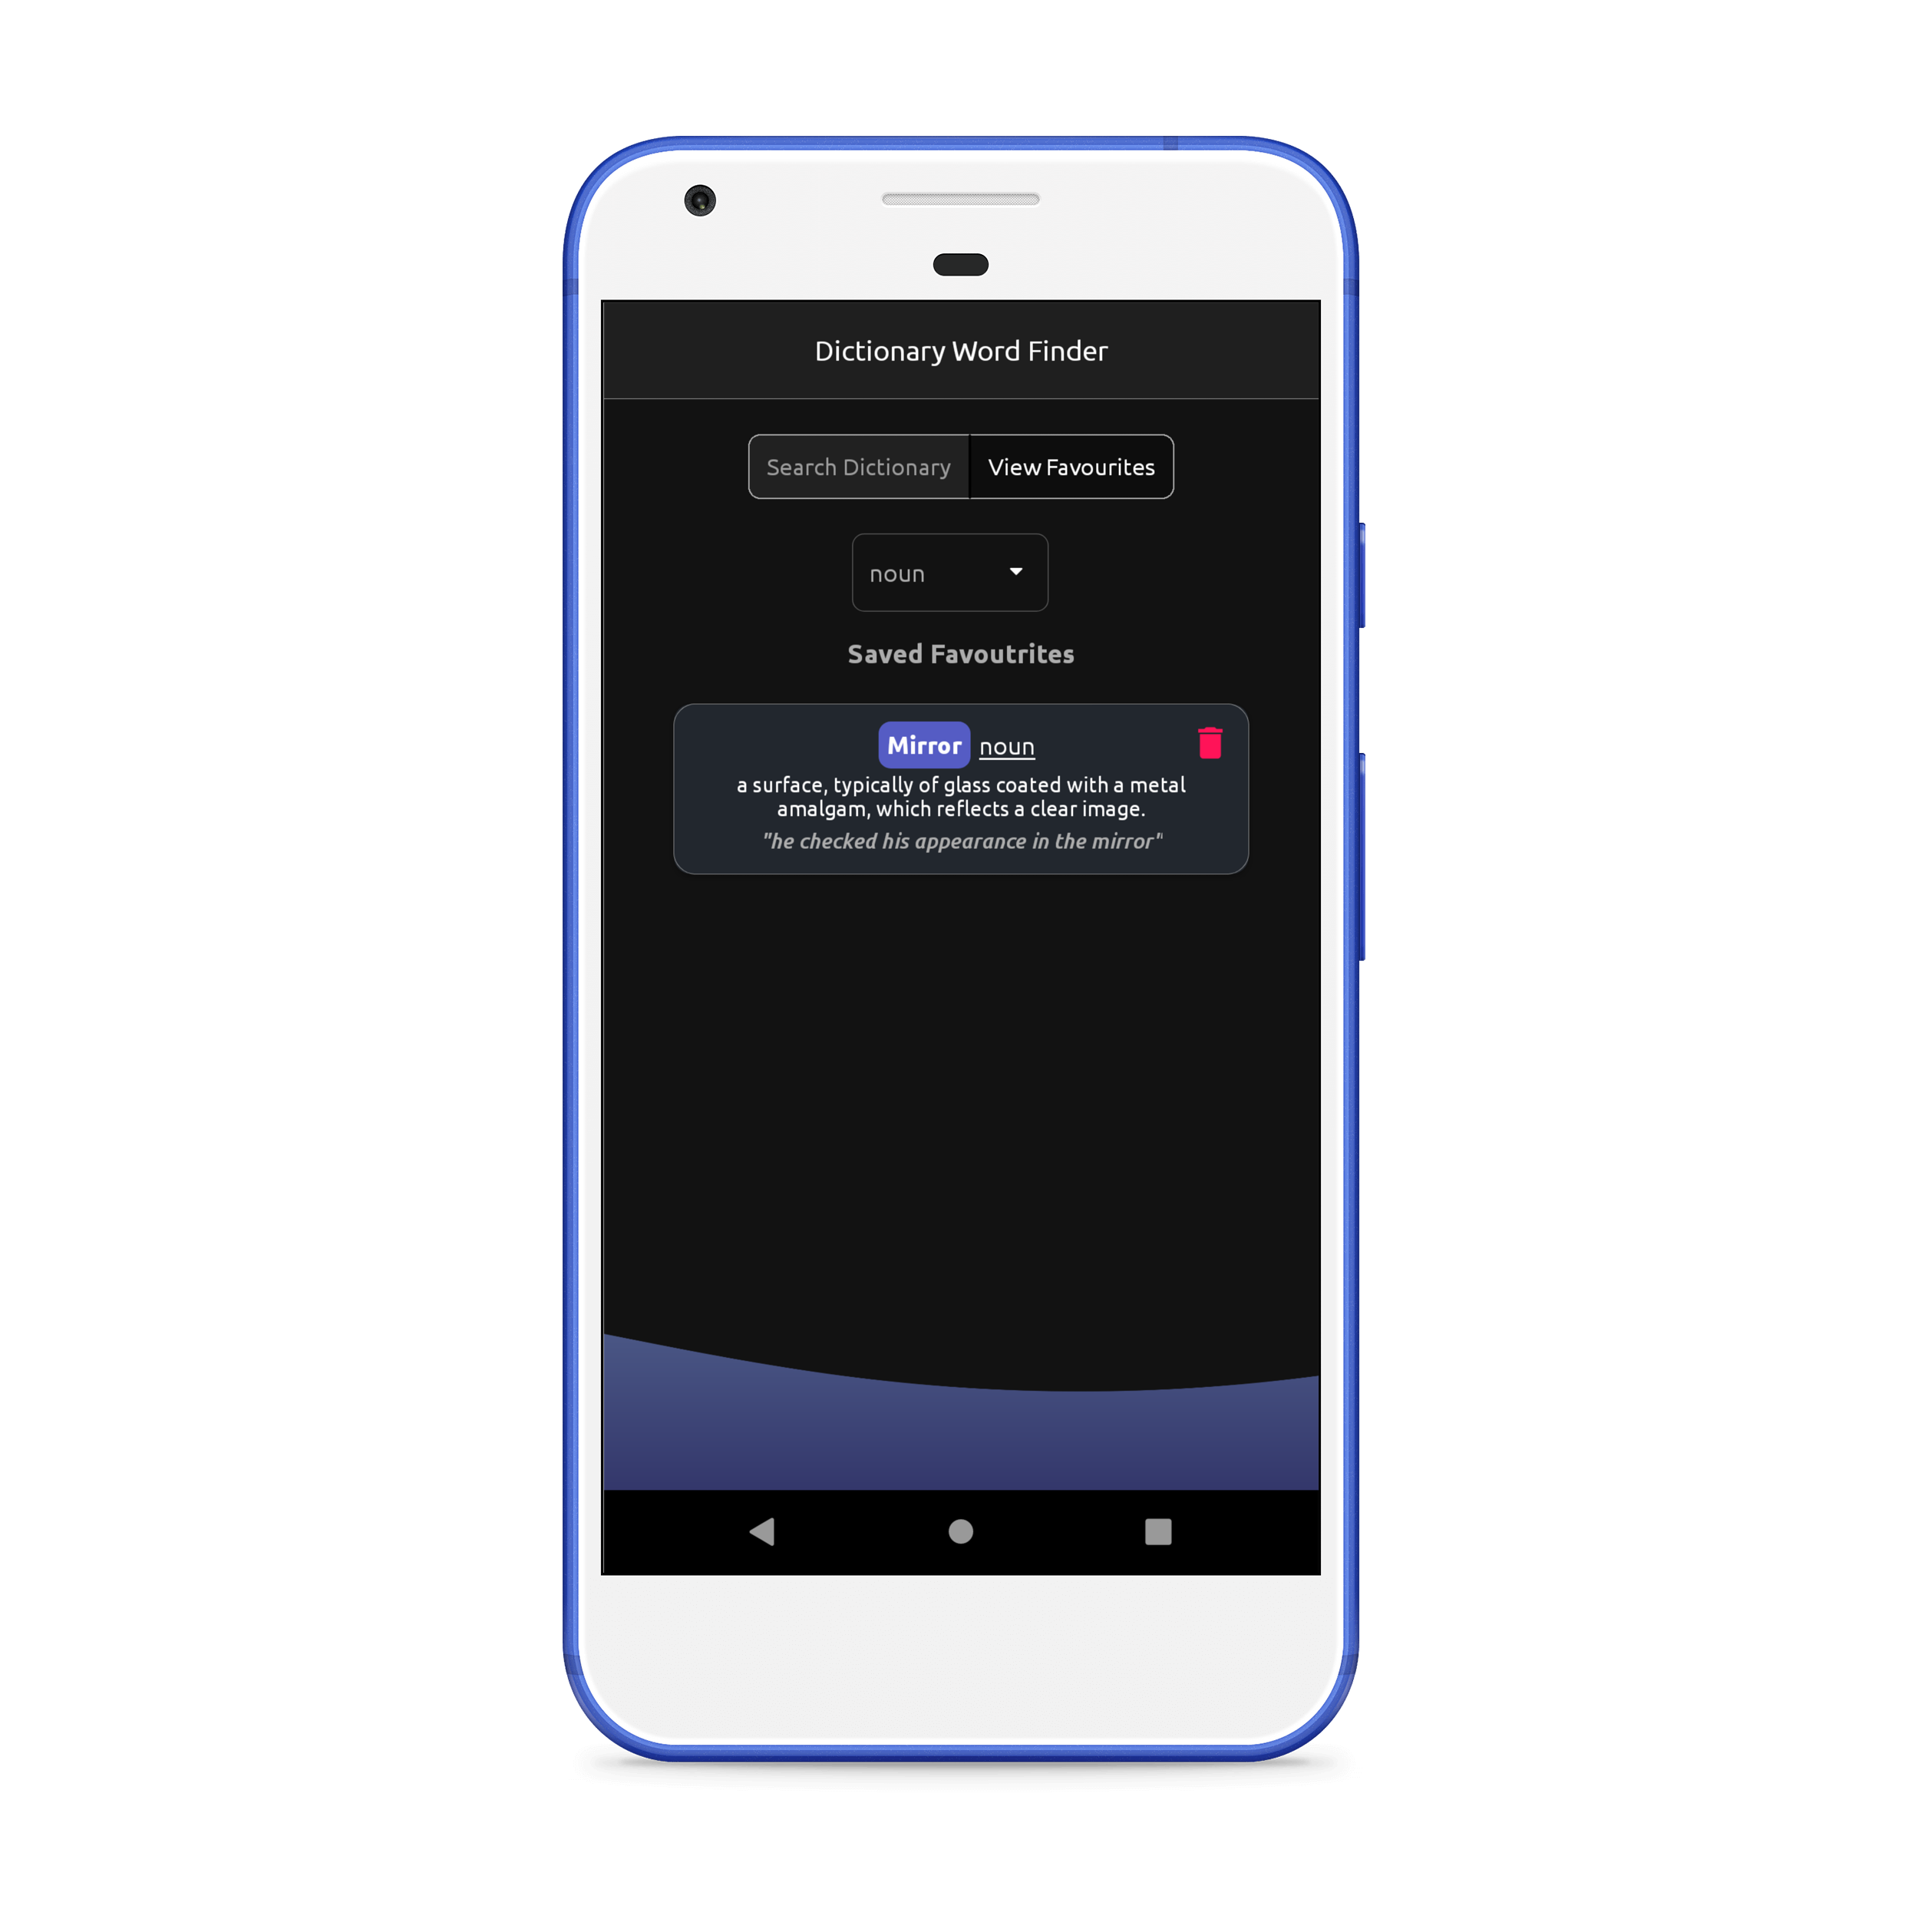 Dictionary Word Finder
Search Dictionary View Favourites
noun
Saved Favoutrites
Mirror noun
a surface, typically of glass coated with a metal
amalgam, which reflects a clear image.
"he checked his appearance in the mirror"